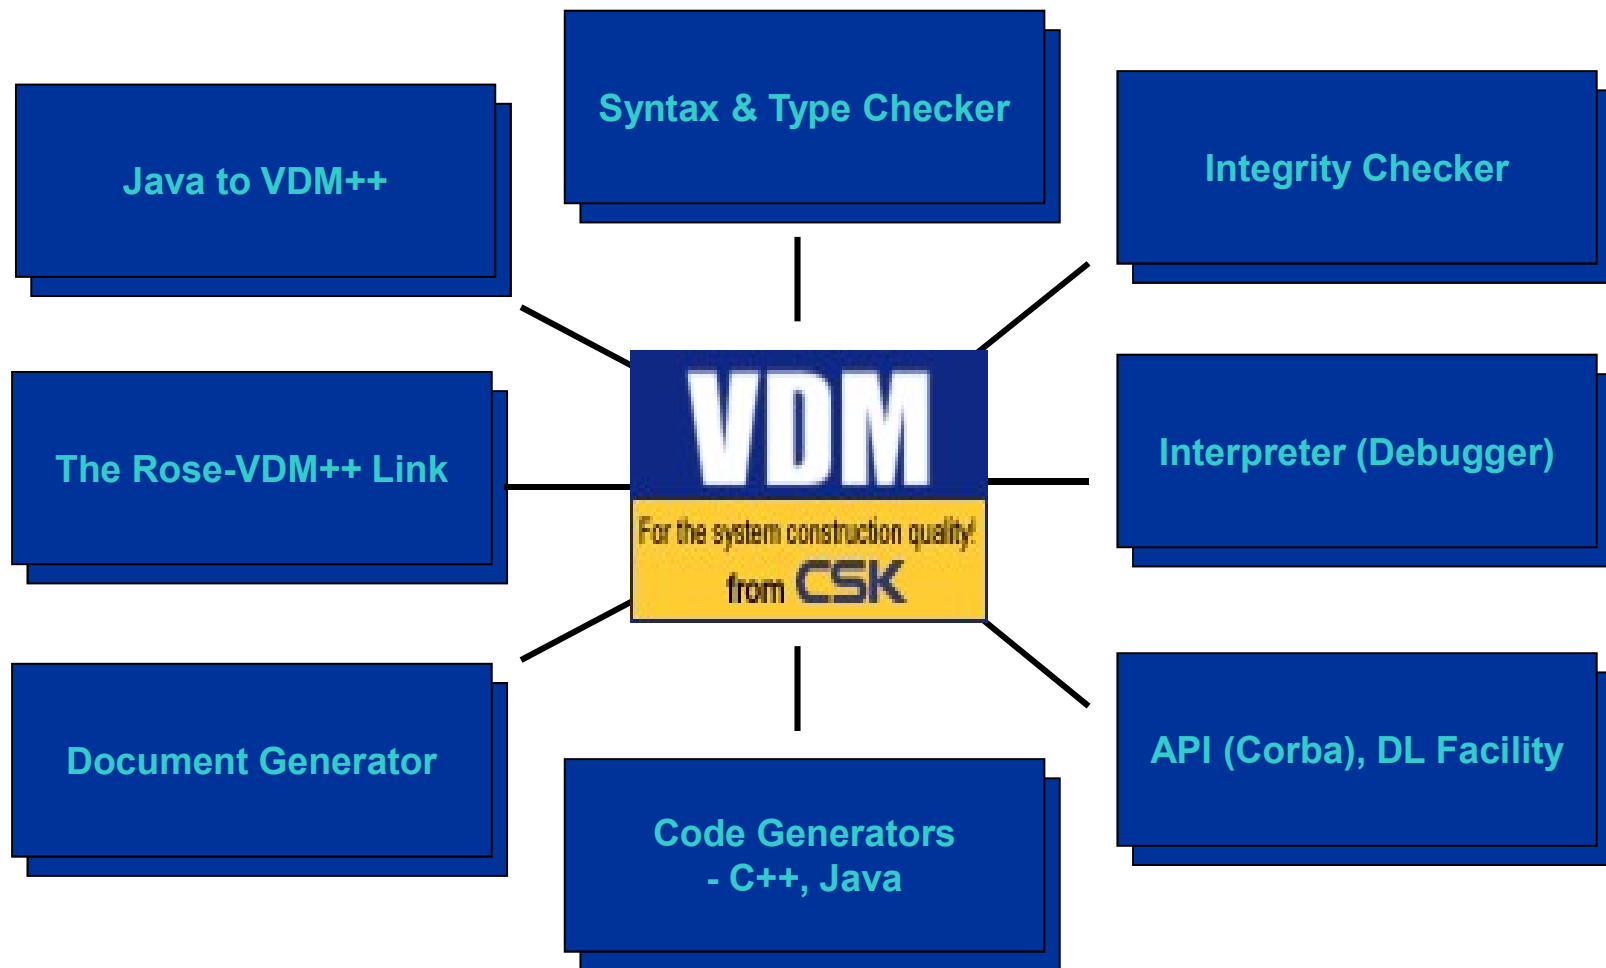 Syntax & Type Checker
Java to VDM++
Integrity Checker
VDM
For the system construction quality!
from CSK
The Rose-VDM++ Link
Interpreter (Debugger)
Document Generator
API (Corba), DL Facility
Code Generators
- C++, Java